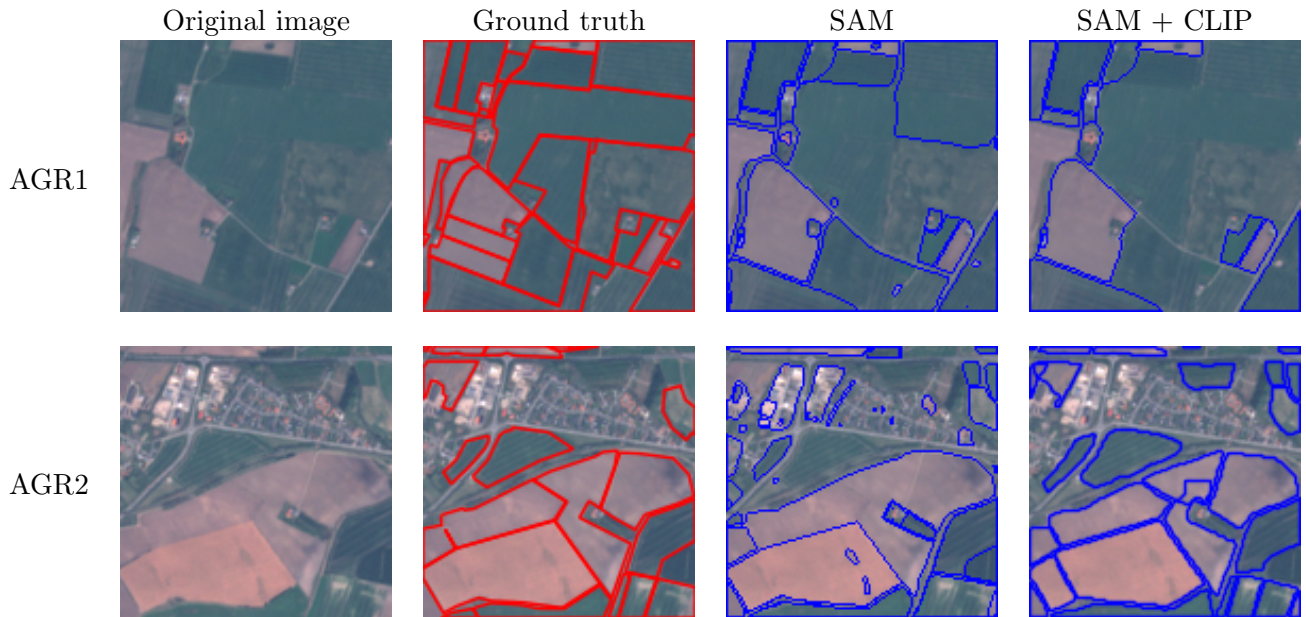 Original image
Ground truth
SAM
SAM + CLIP
AGR1
AGR2